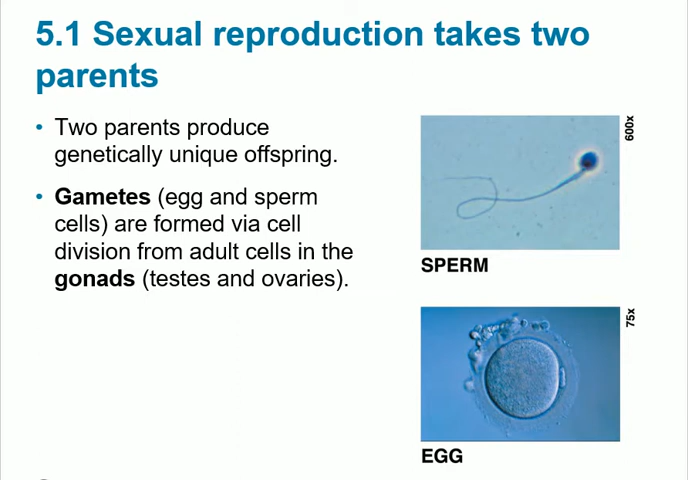 5.1 Sexual reproduction takes two
parents
• Two parents produce
genetically unique offspring.
• Gametes (egg and sperm
cells) are formed via cell
division from adult cells in the
gonads (testes and ovaries).
600x
SPERM
75x
EGG